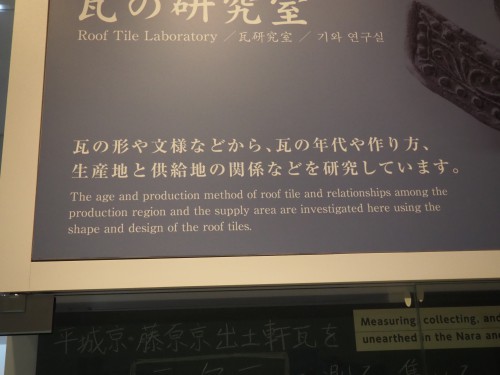 瓦の研究室
Roof Tile Laboratory ／瓦研究室 ／ 기와 연구실
瓦の形や文様などから、瓦の年代や作り方、
生産地と供給地の関係などを研究しています。
The age and production method of roof tile and relationships among the
production region and the supply area are investigated here using the
shape and design of the roof tiles.
平城京・藤原京出土軒瓦を
Measuring, collecting, and
unearthed in the Nara and